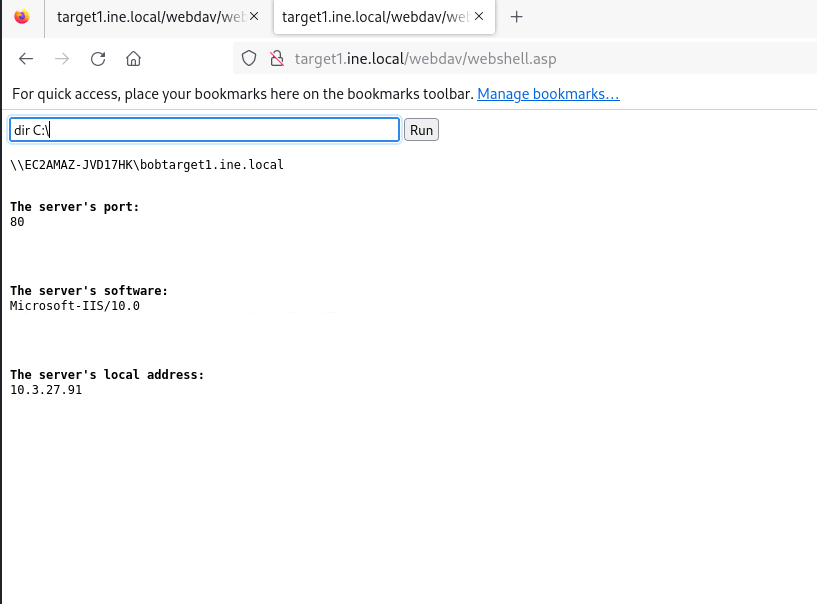 target1.ine.local/webdav/we
target1.ine.local/webdav/we
target1.ine.local/webdav/webshell.asp
For quick access, place your bookmarks here on the bookmarks toolbar. Manage bookmarks…
dir C:\
Run
\\EC2AMAZ-JVD17HK\bobtarget1.ine.local
The server's port:
80
The server's software:
Microsoft-IIS/10.0
The server's local address:
10.3.27.91